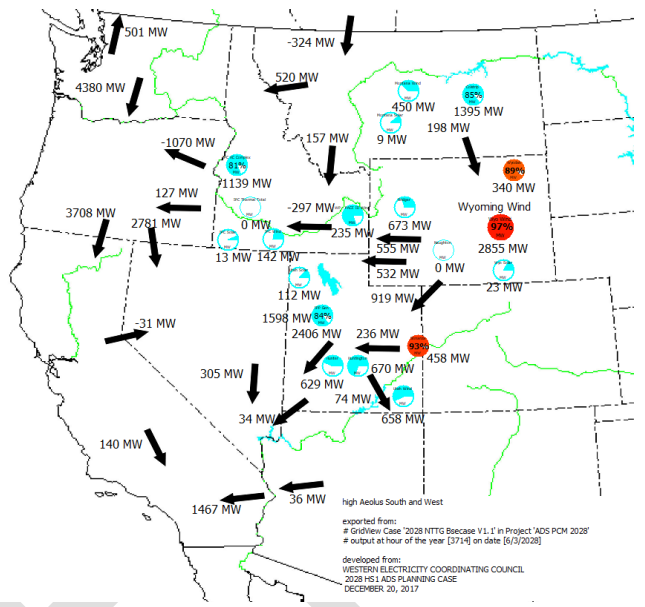 501 MW
-324 MW
4380 MW
520 MW
450 MW
85%
1395 MW
9 MW
198 MW
-1070 MW
157 MW
81%
1139 MW
89%
340 MW
127 MW
0 MW
-297 MW
235 MW
673 MW
Wyoming Wind
97%
2855 MW
3708 MW
2781 MW
13 MW
142 MW
555 MW
532 MW
0 MW
23 MW
112 MW
919 MW
1598 MW
84%
2406 MW
-31 MW
236 MW
93%
458 MW
305 MW
629 MW
670 MW
74 MW
658 MW
34 MW
140 MW
1467 MW
36 MW
high Aeolus South and West
exported from:
# GridView Case '2028 NTTG Bsecase V1.1' in Project 'ADS PCM 2028'
# output at hour of the year [3714] on date [6/3/2028]
developed from:
WESTERN ELECTRICITY COORDINATING COUNCIL
2028 HS1 ADS PLANNING CASE
DECEMBER 20, 2017